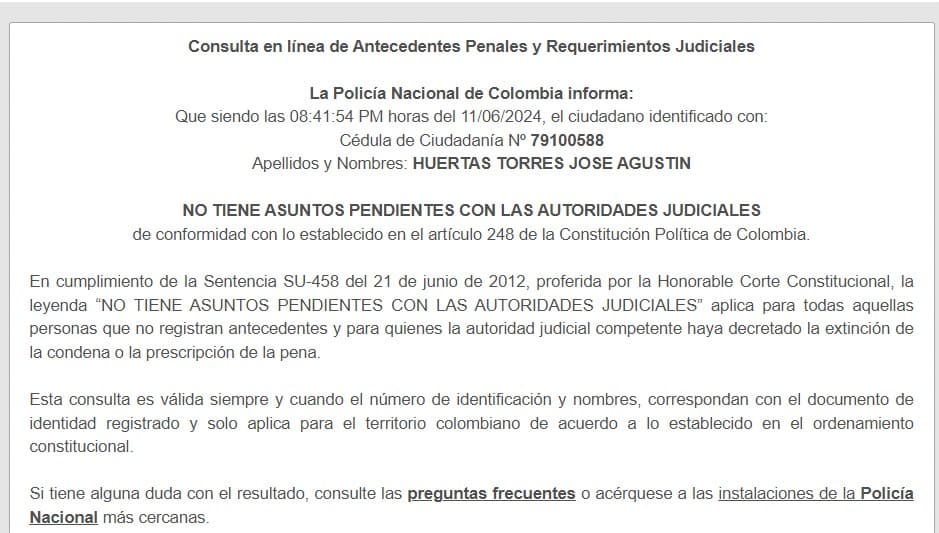 Consulta en línea de Antecedentes Penales y Requerimientos Judiciales
La Policía Nacional de Colombia informa:
Que siendo las 08:41:54 PM horas del 11/06/2024, el ciudadano identificado con:
Cédula de Ciudadanía Nº 79100588
Apellidos y Nombres: HUERTAS TORRES JOSE AGUSTIN
NO TIENE ASUNTOS PENDIENTES CON LAS AUTORIDADES JUDICIALES
de conformidad con lo establecido en el artículo 248 de la Constitución Política de Colombia.
En cumplimiento de la Sentencia SU-458 del 21 de junio de 2012, proferida por la Honorable Corte Constitucional, la
leyenda “NO TIENE ASUNTOS PENDIENTES CON LAS AUTORIDADES JUDICIALES” aplica para todas aquellas
personas que no registran antecedentes y para quienes la autoridad judicial competente haya decretado la extinción de
la condena o la prescripción de la pena.
Esta consulta es válida siempre y cuando el número de identificación y nombres, correspondan con el documento de
identidad registrado y solo aplica para el territorio colombiano de acuerdo a lo establecido en el ordenamiento
constitucional.
Si tiene alguna duda con el resultado, consulte las preguntas frecuentes o acérquese a las instalaciones de la Policía
Nacional más cercanas.